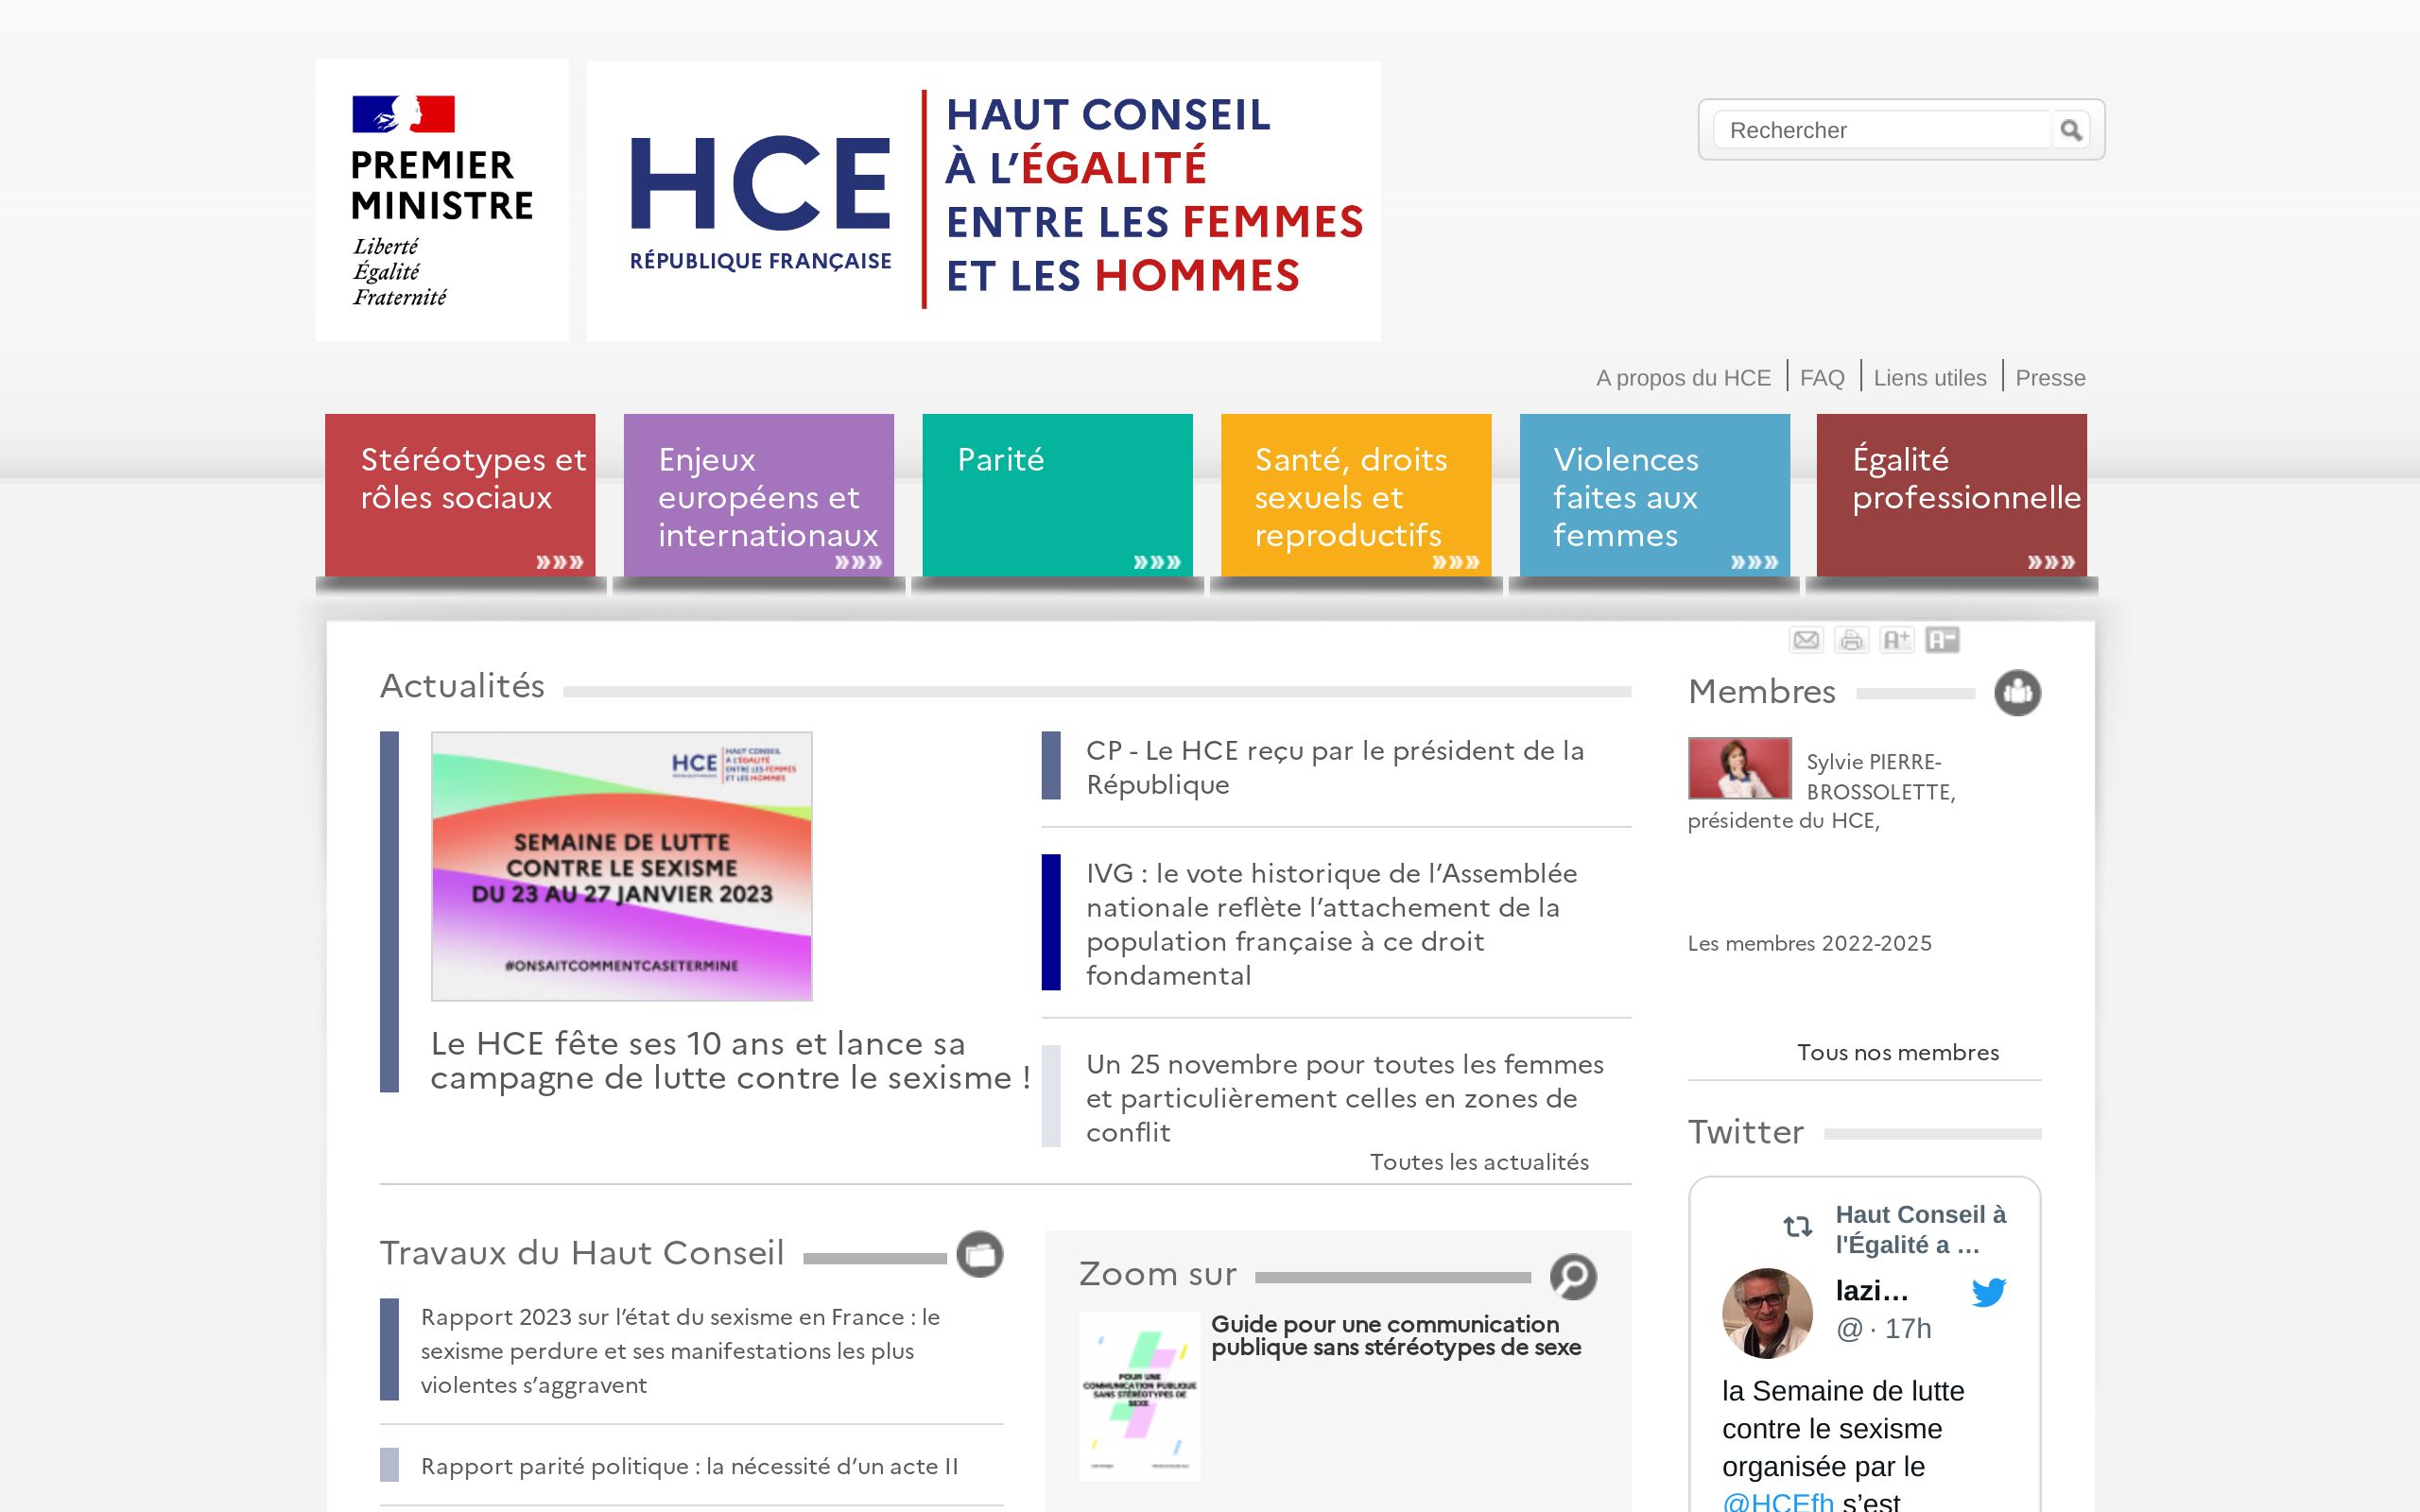 PREMIER
MINISTRE
Liberté
Égalité
Fraternité
HCE
RÉPUBLIQUE FRANÇAISE
HAUT CONSEIL
À L'ÉGALITÉ
ENTRE LES FEMMES
ET LES HOMMES
Rechercher
A propos du HCE
FAQ
Liens utiles
Presse
Stéréotypes et
rôles sociaux
»»»
Enjeux
européens et
internationaux
»»»
Parité
»»»
Santé, droits
sexuels et
reproductifs
»»»
Violences
faites aux
femmes
»»»
Égalité
professionnelle
»»»
A+
A-
Actualités
HCE
HAUT CONSEIL
À L'ÉGALITÉ
ENTRE LES FEMMES
ET LES HOMMES
SEMAINE DE LUTTE
CONTRE LE SEXISME
DU 23 AU 27 JANVIER 2023
#ONSAITCOMMENTCASETERMINE
Le HCE fête ses 10 ans et lance sa
campagne de lutte contre le sexisme !
CP - Le HCE reçu par le président de la
République
IVG : le vote historique de l'Assemblée
nationale reflète l'attachement de la
population française à ce droit
fondamental
Un 25 novembre pour toutes les femmes
et particulièrement celles en zones de
conflit
Toutes les actualités
Membres
Sylvie PIERRE-
BROSSOLETTE,
présidente du HCE,
Les membres 2022-2025
Tous nos membres
Twitter
Haut Conseil à
l'Égalité a …
lazi…
@ · 17h
la Semaine de lutte
contre le sexisme
organisée par le
@HCEfh s'est
Travaux du Haut Conseil
Rapport 2023 sur l'état du sexisme en France : le
sexisme perdure et ses manifestations les plus
violentes s'aggravent
Rapport parité politique : la nécessité d'un acte II
Zoom sur
POUR UNE
COMMUNICATION PUBLIQUE
SANS STÉRÉOTYPES DE
SEXE
Guide pour une communication
publique sans stéréotypes de sexe